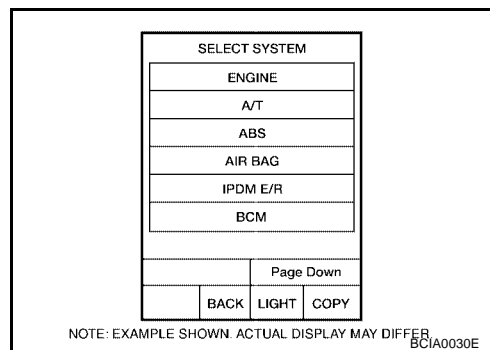 SELECT SYSTEM
ENGINE
A/T
ABS
AIR BAG
IPDM E/R
BCM
Page Down
BACK LIGHT COPY
NOTE: EXAMPLE SHOWN. ACTUAL DISPLAY MAY DIFFER.
BCIA0030E